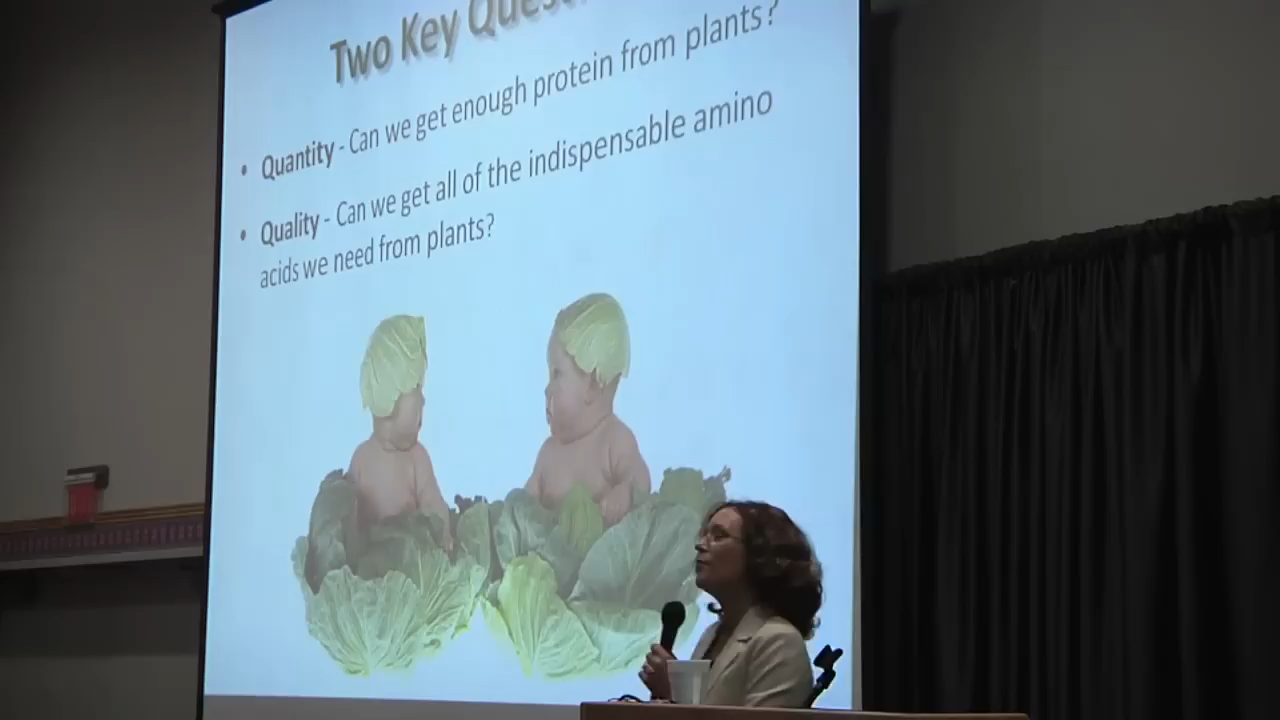 Two Key
• Quantity - Can we get enough protein from plants?
• Quality - Can we get all of the indispensable amino
acids we need from plants?